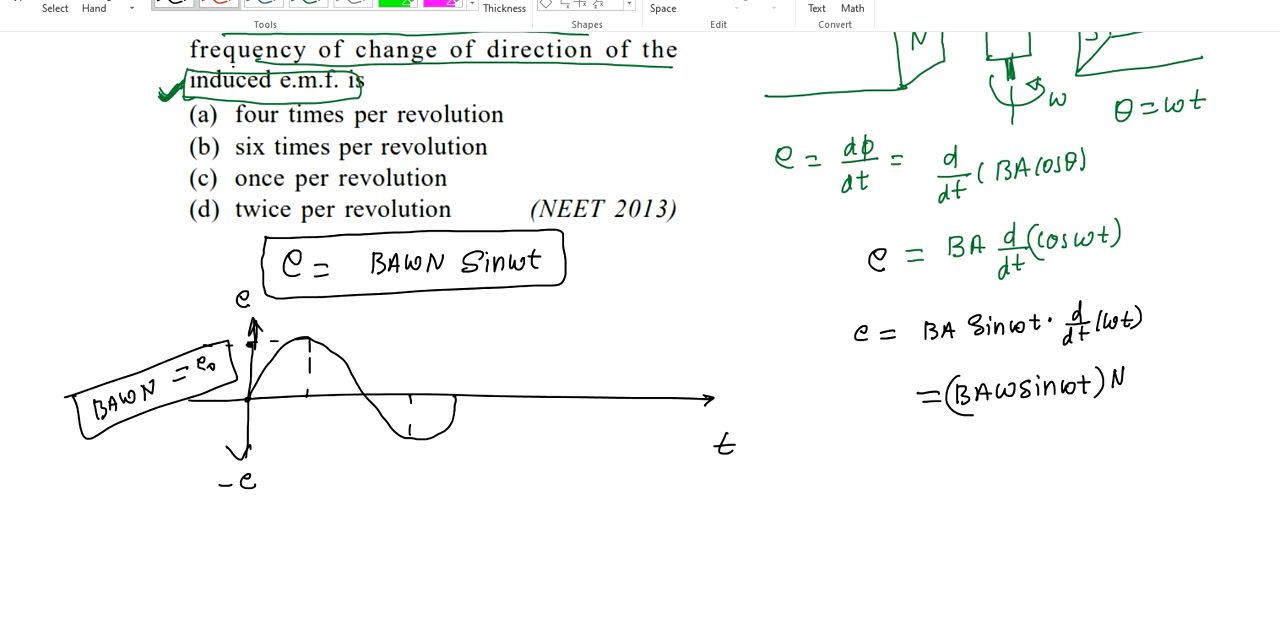 Select Hand Thickness Space Text Math
Tools Shapes Edit Convert
frequency of change of direction of the
induced e.m.f. is
(a) four times per revolution
(b) six times per revolution
(c) once per revolution
(d) twice per revolution (NEET 2013)
e = BAωN Sinωt
e
BAωN = e₀
-e
t
N
ω
θ = ωt
e = dϕ/dt = d/dt (BA cosθ)
e = BA d/dt (cosωt)
e = BA Sinωt · d/dt (ωt)
= (BAωsinωt) N